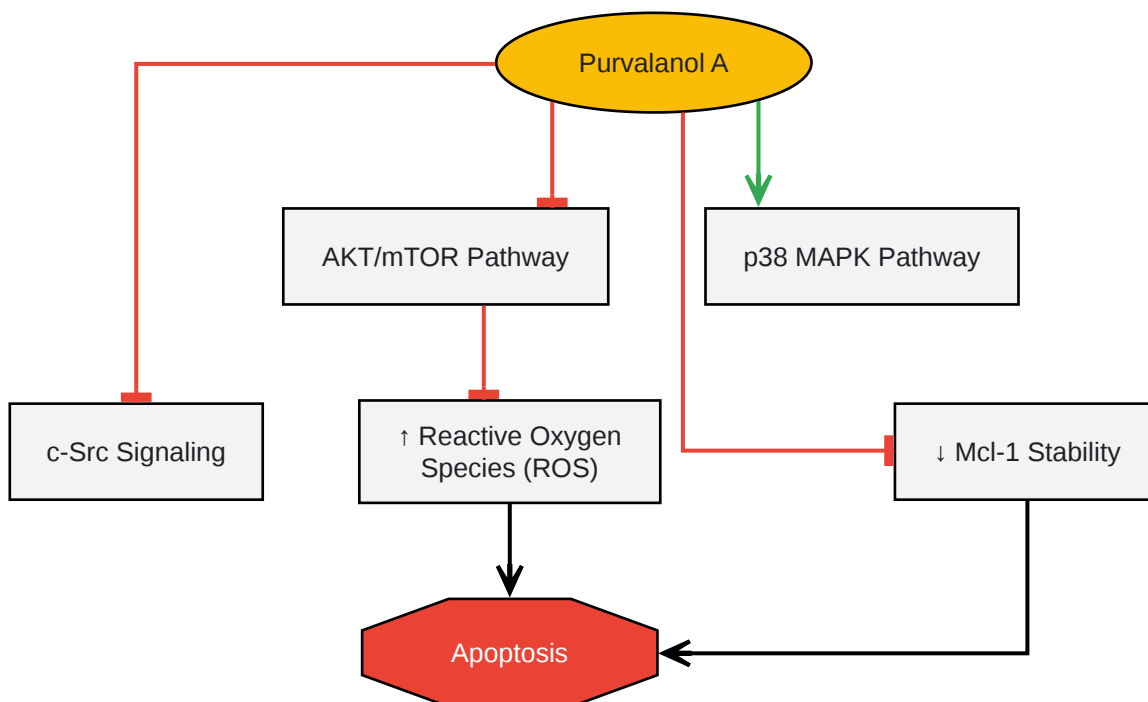 Purvalanol A
AKT/mTOR Pathway
p38 MAPK Pathway
c-Src Signaling
↑ Reactive Oxygen
Species (ROS)
↓ Mcl-1 Stability
Apoptosis